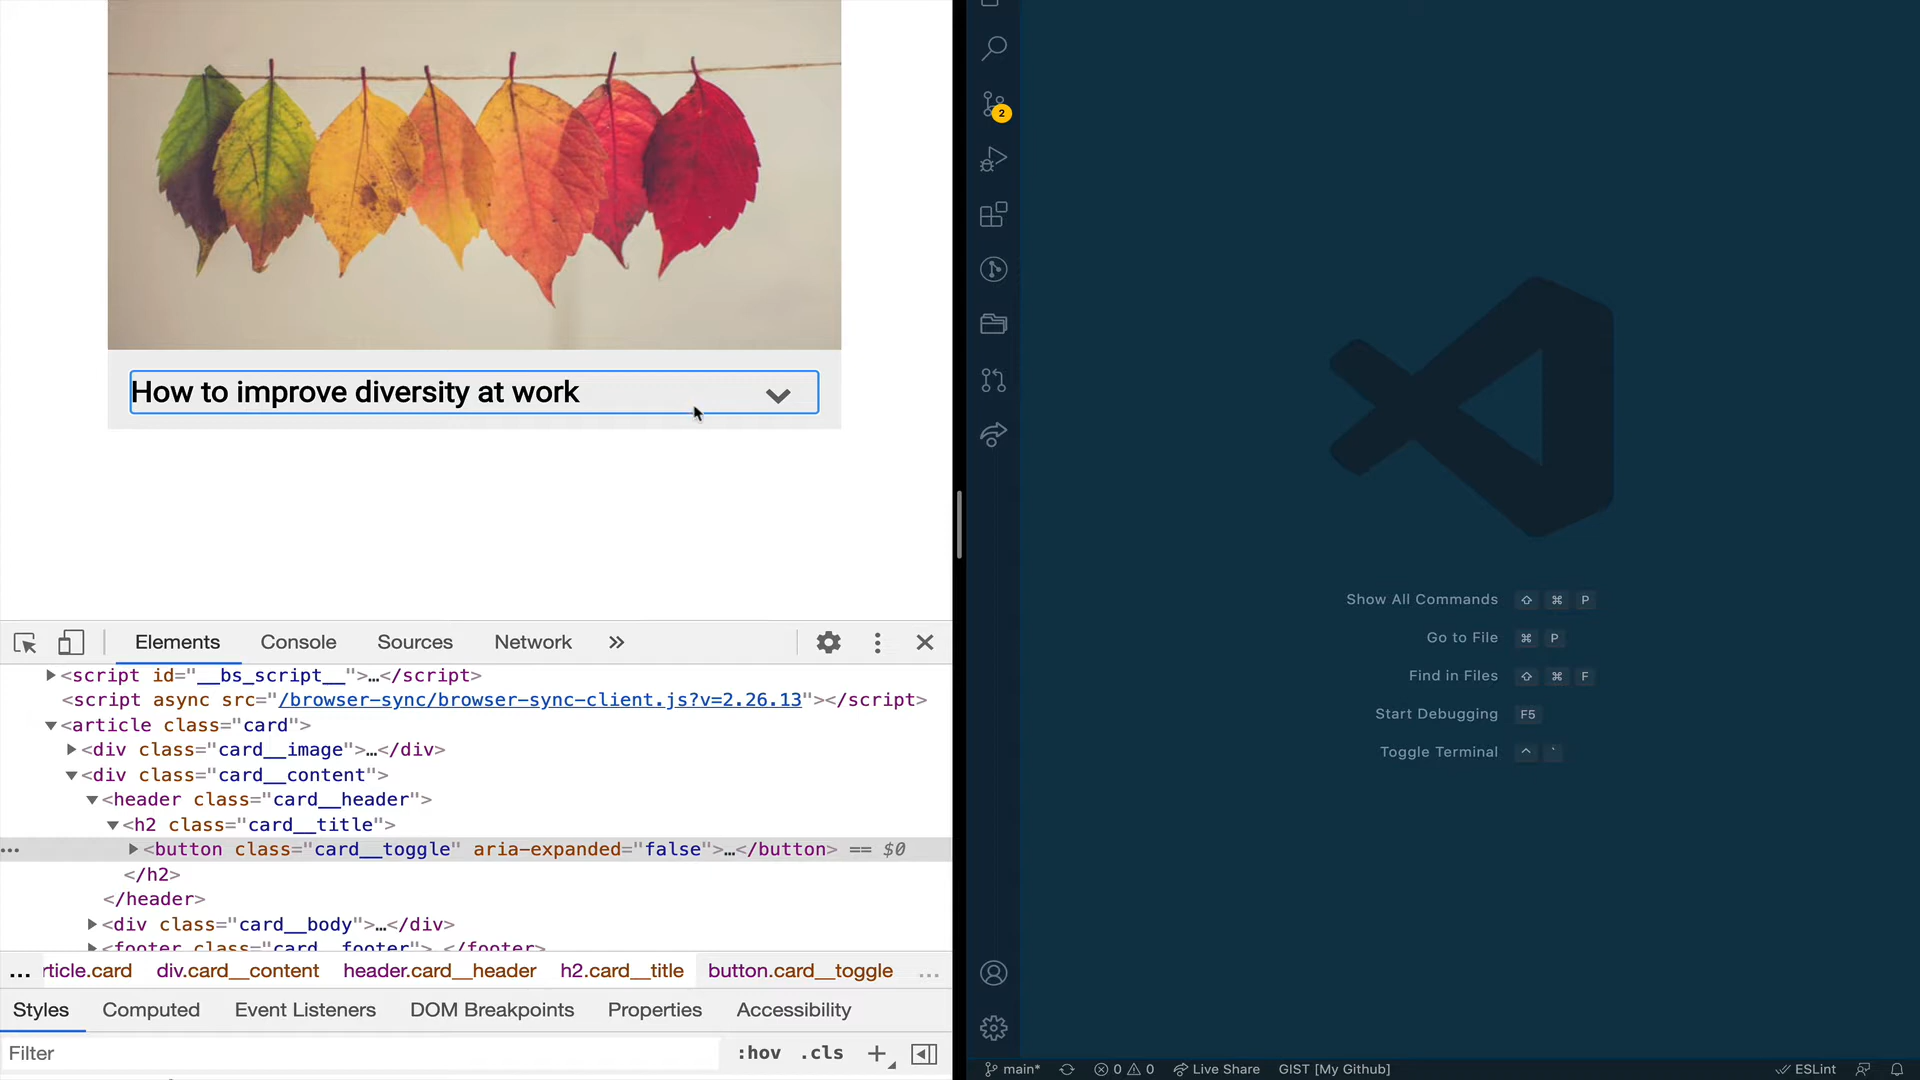 How to improve diversity at work
Elements Console Sources Network »
<script id="__bs_script__">…</script>
<script async src="/browser-sync/browser-sync-client.js?v=2.26.13"></script>
<article class="card">
<div class="card__image">…</div>
<div class="card__content">
<header class="card__header">
<h2 class="card__title">
… <button class="card__toggle" aria-expanded="false">…</button> == $0
</h2>
</header>
<div class="card__body">…</div>
<footer class="card__footer">…</footer>
… rticle.card div.card__content header.card__header h2.card__title button.card__toggle …
Styles Computed Event Listeners DOM Breakpoints Properties Accessibility
Filter :hov .cls +
2
Show All Commands ⇧ ⌘ P
Go to File ⌘ P
Find in Files ⇧ ⌘ F
Start Debugging F5
Toggle Terminal ^ `
main* 0 0 Live Share GIST [My Github] ESLint